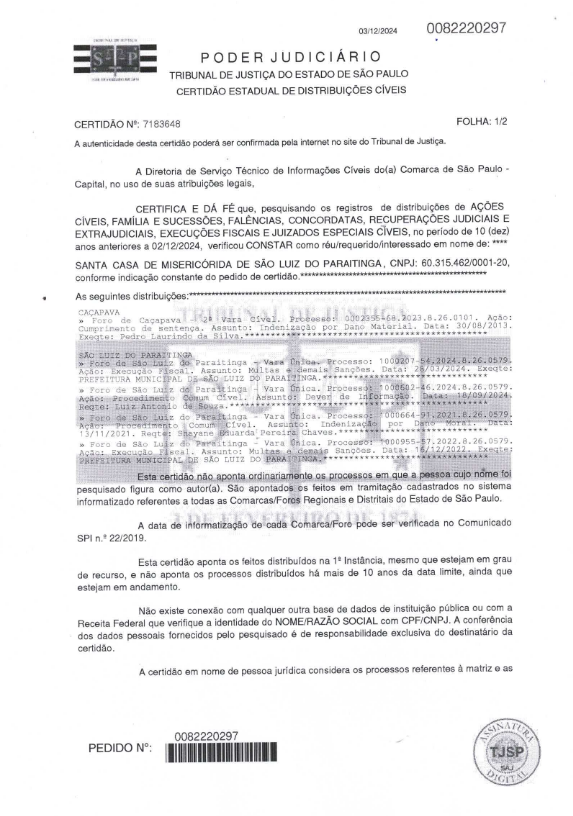 03/12/2024
0082220297
TRIBUNAL DE JUSTIÇA
S P
3 DE FEVEREIRO DE 1874
PODER JUDICIÁRIO
TRIBUNAL DE JUSTIÇA DO ESTADO DE SÃO PAULO
CERTIDÃO ESTADUAL DE DISTRIBUIÇÕES CÍVEIS
CERTIDÃO Nº: 7183648
FOLHA: 1/2
A autenticidade desta certidão poderá ser confirmada pela internet no site do Tribunal de Justiça.
A Diretoria de Serviço Técnico de Informações Cíveis do(a) Comarca de São Paulo -
Capital, no uso de suas atribuições legais,
CERTIFICA E DÁ FÉ que, pesquisando os registros de distribuições de AÇÕES
CÍVEIS, FAMÍLIA E SUCESSÕES, FALÊNCIAS, CONCORDATAS, RECUPERAÇÕES JUDICIAIS E
EXTRAJUDICIAIS, EXECUÇÕES FISCAIS E JUIZADOS ESPECIAIS CÍVEIS, no período de 10 (dez)
anos anteriores a 02/12/2024, verificou CONSTAR como réu/requerido/interessado em nome de: ****
SANTA CASA DE MISERICÓRIDA DE SÃO LUIZ DO PARAITINGA, CNPJ: 60.315.462/0001-20,
conforme indicação constante do pedido de certidão.************************************************
As seguintes distribuições:************************************************************************
CAÇAPAVA
» Foro de Caçapava - 2ª Vara Cível. Processo: 0002355-68.2023.8.26.0101. Ação:
Cumprimento de sentença. Assunto: Indenização por Dano Material. Data: 30/08/2013.
Exeqte: Pedro Laurindo da Silva.***********************************
SÃO LUIZ DO PARAITINGA
» Foro de São Luiz do Paraitinga - Vara Única. Processo: 1000207-54.2024.8.26.0579.
Ação: Execução Fiscal. Assunto: Multas e demais Sanções. Data: 26/03/2024. Exeqte:
PREFEITURA MUNICIPAL DE SÃO LUIZ DO PARAITINGA.****************************
» Foro de São Luiz do Paraitinga - Vara Única. Processo: 1000602-46.2024.8.26.0579.
Ação: Procedimento Comum Cível. Assunto: Dever de Informação. Data: 18/09/2024.
Reqte: Luiz Antonio de Souza.***********************************
» Foro de São Luiz do Paraitinga - Vara Única. Processo: 1000664-91.2021.8.26.0579.
Ação: Procedimento Comum Cível. Assunto: Indenização por Dano Moral. Data:
13/11/2021. Reqte: Shayane Eduarda Pereira Chaves.**************************
» Foro de São Luiz do Paraitinga - Vara Única. Processo: 1000955-57.2022.8.26.0579.
Ação: Execução Fiscal. Assunto: Multas e demais Sanções. Data: 16/12/2022. Exeqte:
PREFEITURA MUNICIPAL DE SÃO LUIZ DO PARAITINGA.****************************
Esta certidão não aponta ordinariamente os processos em que a pessoa cujo nome foi
pesquisado figura como autor(a). São apontados os feitos em tramitação cadastrados no sistema
informatizado referentes a todas as Comarcas/Foros Regionais e Distritais do Estado de São Paulo.
A data de informatização de cada Comarca/Foro pode ser verificada no Comunicado
SPI n.º 22/2019.
Esta certidão aponta os feitos distribuídos na 1ª Instância, mesmo que estejam em grau
de recurso, e não aponta os processos distribuídos há mais de 10 anos da data limite, ainda que
estejam em andamento.
Não existe conexão com qualquer outra base de dados de instituição pública ou com a
Receita Federal que verifique a identidade do NOME/RAZÃO SOCIAL com CPF/CNPJ. A conferência
dos dados pessoais fornecidos pelo pesquisado é de responsabilidade exclusiva do destinatário da
certidão.
A certidão em nome de pessoa jurídica considera os processos referentes à matriz e as
0082220297
PEDIDO Nº:
ASSINATURA
TJSP
SAJ
DIGITAL